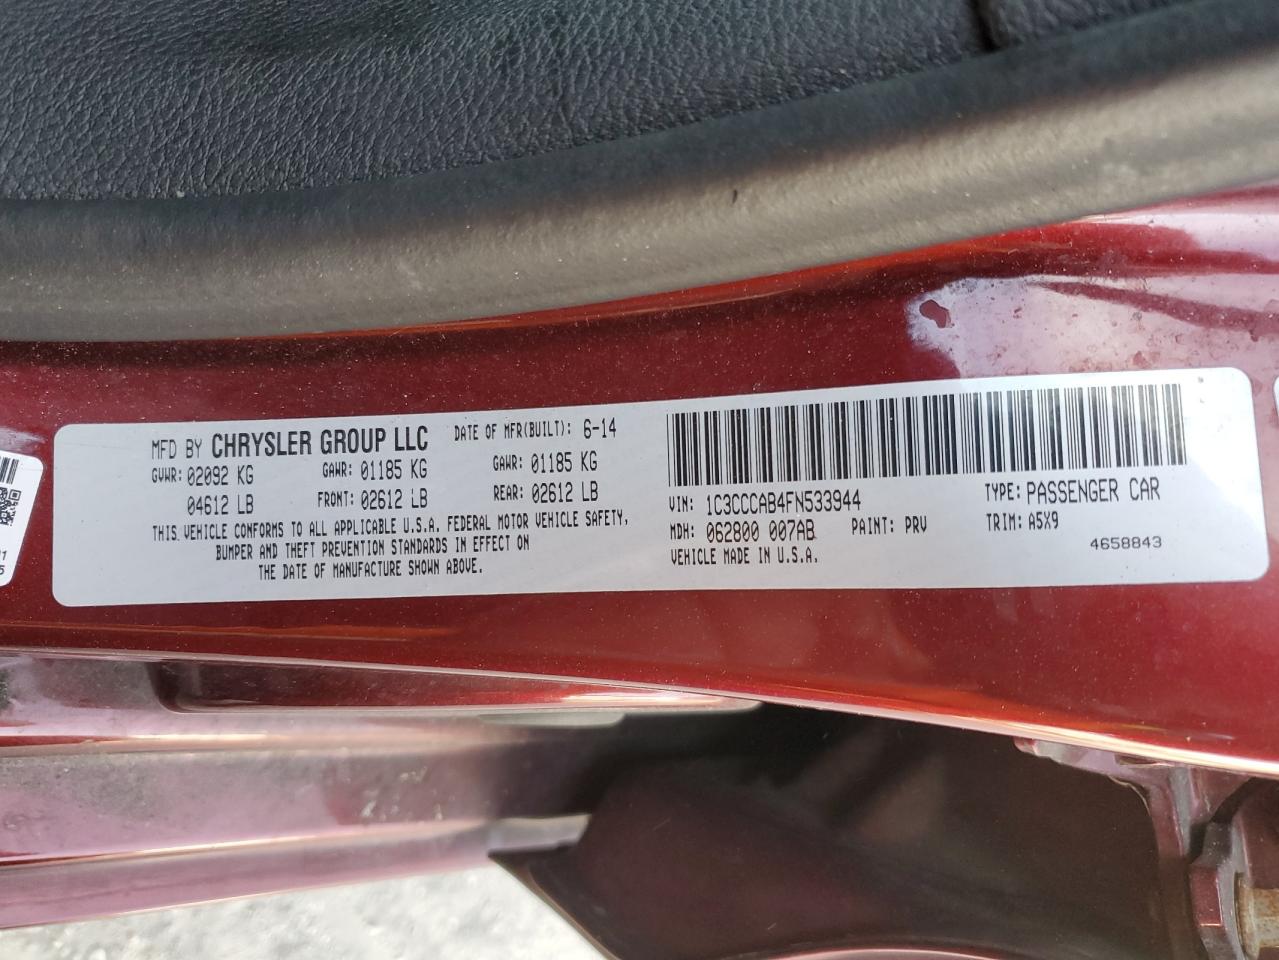 MFD BY CHRYSLER GROUP LLC DATE OF MFR(BUILT): 6-14
GVWR: 02092 KG GAWR: 01185 KG GAWR: 01185 KG
04612 LB FRONT: 02612 LB REAR: 02612 LB
THIS VEHICLE CONFORMS TO ALL APPLICABLE U.S.A. FEDERAL MOTOR VEHICLE SAFETY,
BUMPER AND THEFT PREVENTION STANDARDS IN EFFECT ON
THE DATE OF MANUFACTURE SHOWN ABOVE.
VIN: 1C3CCCAB4FN533944 TYPE: PASSENGER CAR
MDH: 062800 007AB PAINT: PRV TRIM: A5X9
VEHICLE MADE IN U.S.A. 4658843